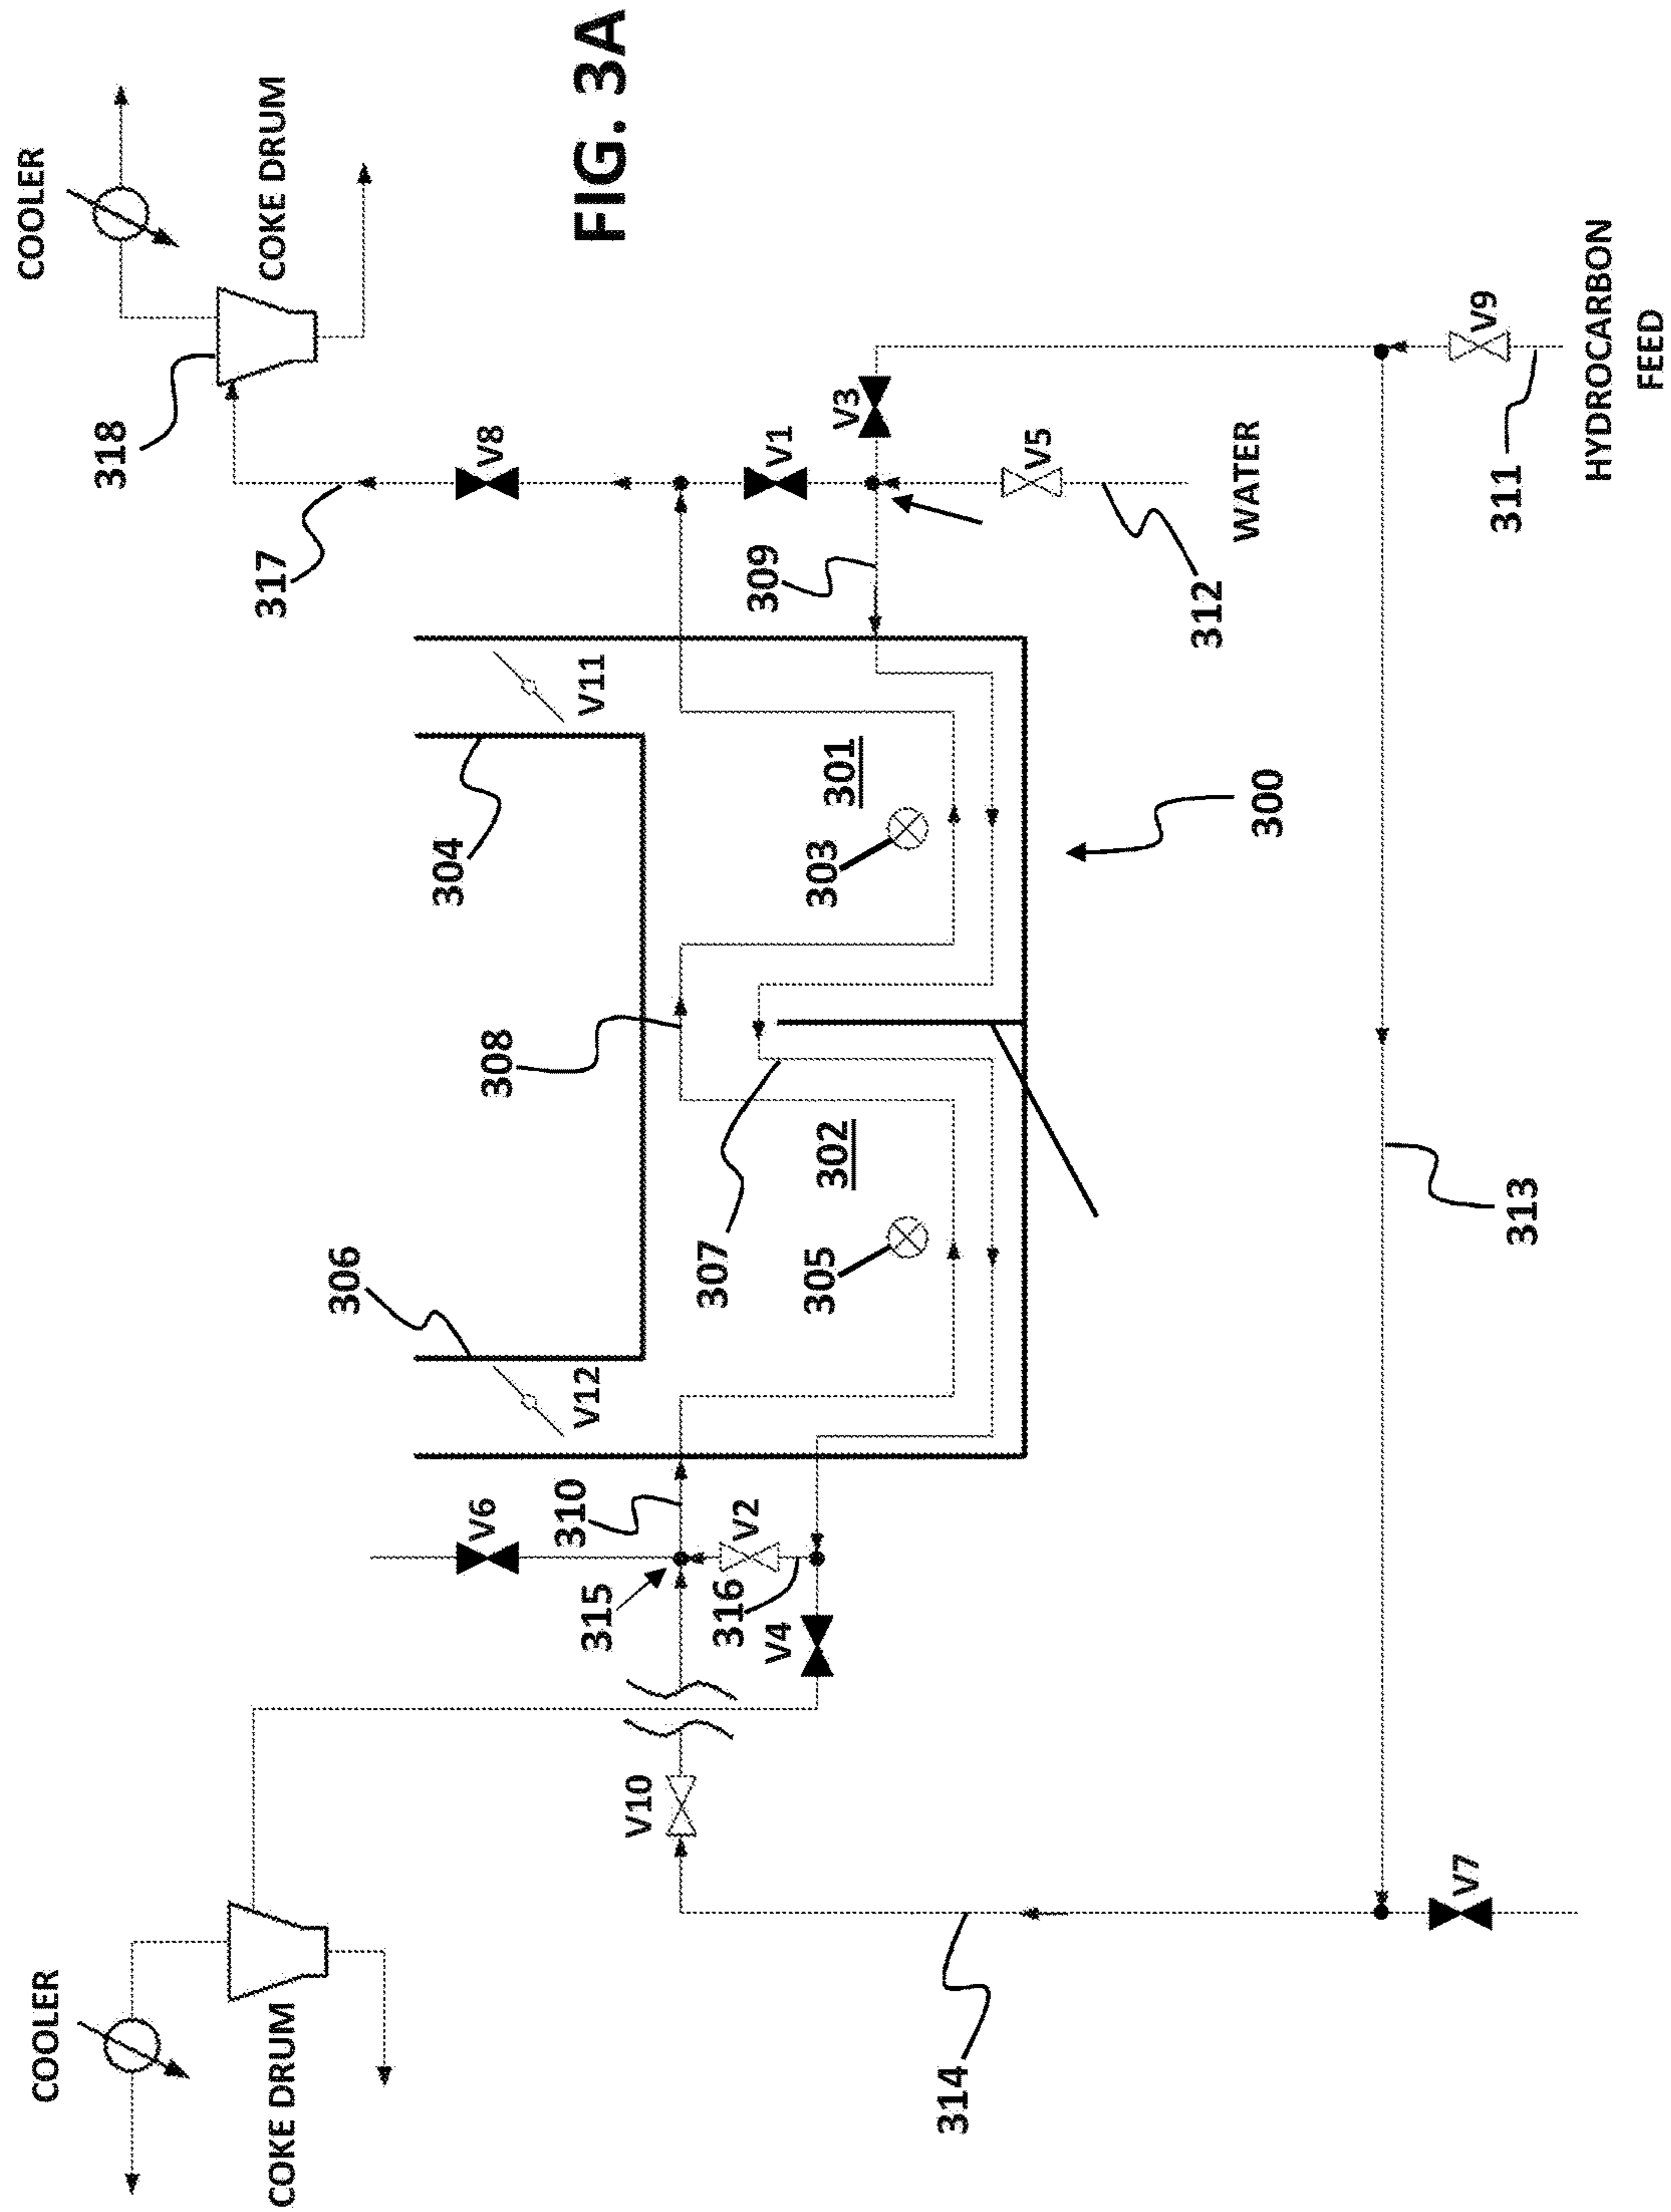 COOLER
COOLER
318
COKE DRUM
317
COKE DRUM
306
304
V6
308
V8
310
V12
V11
FIG. 3A
315
V10
307
316
V2
V1
V4
309
305
303
302
301
V3
314
V5
312
WATER
300
V7
V9
311
313
HYDROCARBON
FEED